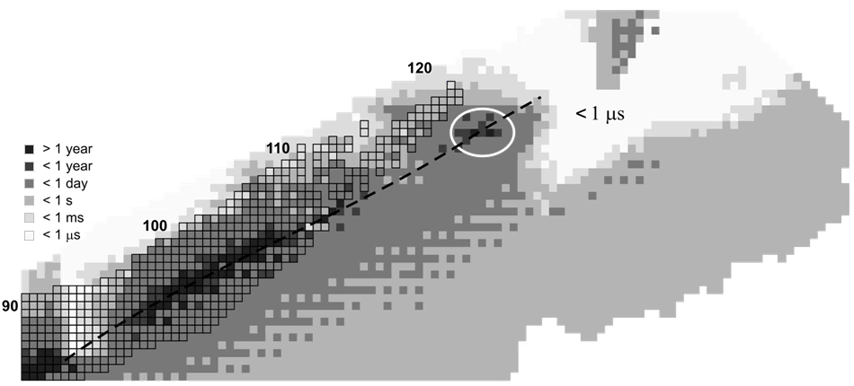 120
< 1 μs
110
> 1 year
< 1 year
< 1 day
< 1 s
< 1 ms
< 1 μs
100
90